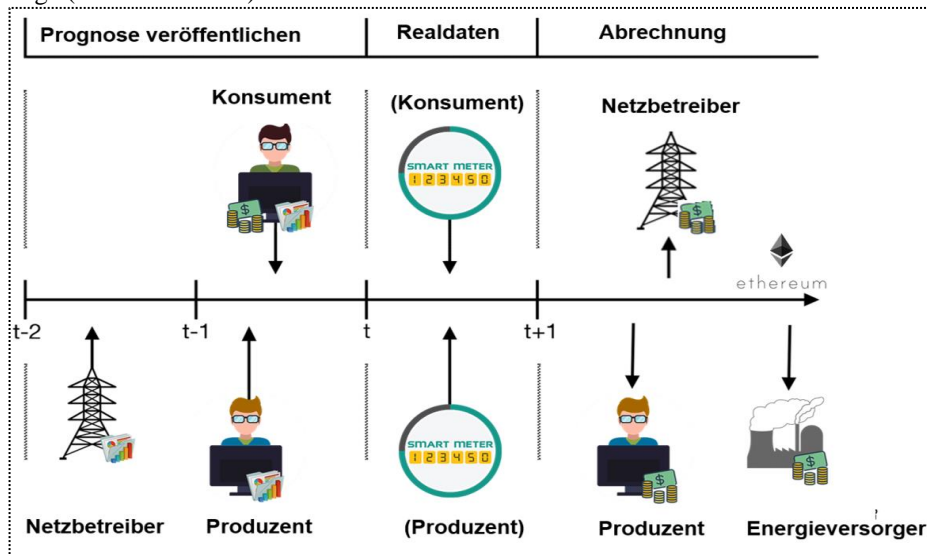 Prognose veröffentlichen
Realdaten
Abrechnung
Konsument
(Konsument)
Netzbetreiber
SMART METER
123450
ethereum
t-2
t-1
t
t+1
SMART METER
123450
Netzbetreiber
Produzent
(Produzent)
Produzent
Energieversorger